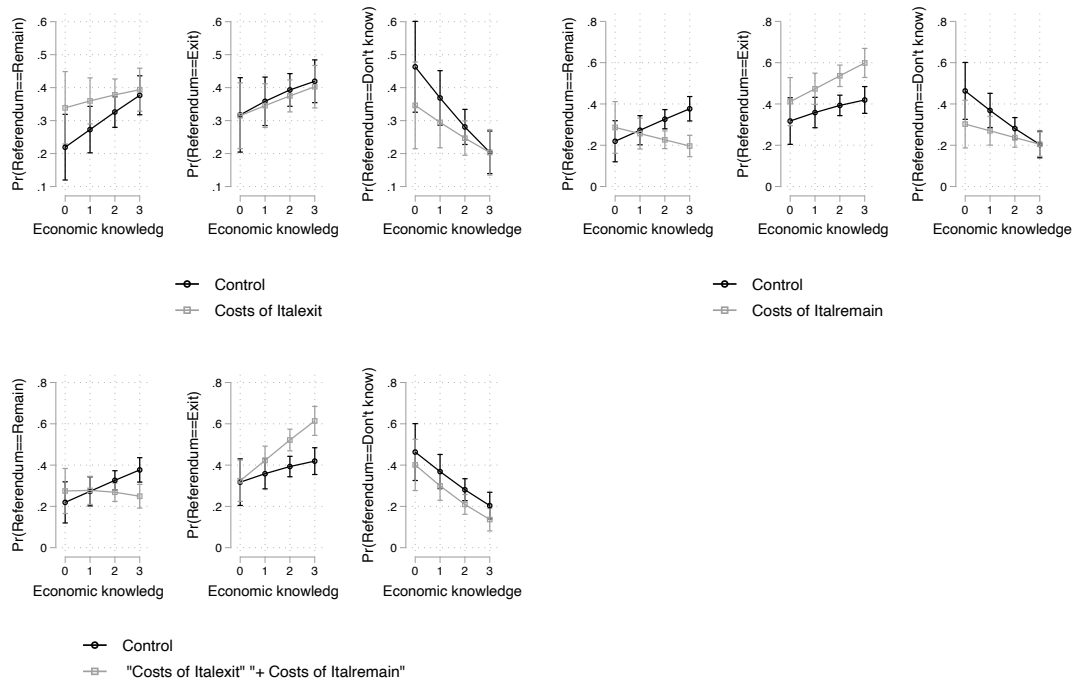 Pr(Referendum==Remain)
.6
.5
.4
.3
.2
.1
0 1 2 3
Economic knowledg
Pr(Referendum==Exit)
.6
.5
.4
.3
.2
.1
0 1 2 3
Economic knowledg
Pr(Referendum==Don't know)
.6
.5
.4
.3
.2
.1
0 1 2 3
Economic knowledge
Control
Costs of Italexit
Pr(Referendum==Remain)
.8
.6
.4
.2
0
0 1 2 3
Economic knowledg
Pr(Referendum==Exit)
.8
.6
.4
.2
0
0 1 2 3
Economic knowledg
Pr(Referendum==Don't know)
.8
.6
.4
.2
0
0 1 2 3
Economic knowledge
Control
Costs of Italremain
Pr(Referendum==Remain)
.8
.6
.4
.2
0
0 1 2 3
Economic knowledg
Pr(Referendum==Exit)
.8
.6
.4
.2
0
0 1 2 3
Economic knowledg
Pr(Referendum==Don't know)
.8
.6
.4
.2
0
0 1 2 3
Economic knowledge
Control
"Costs of Italexit" "+ Costs of Italremain"